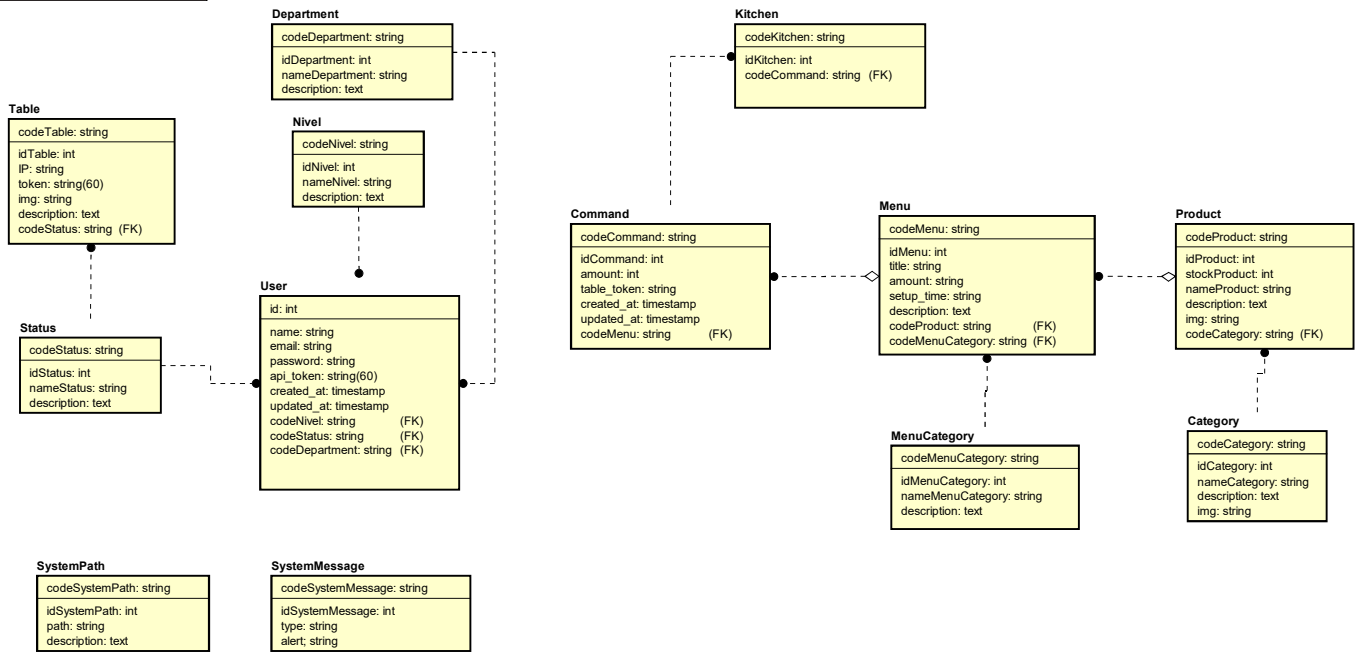 Department
codeDepartment: string
idDepartment: int
nameDepartment: string
description: text
Kitchen
codeKitchen: string
idKitchen: int
codeCommand: string (FK)
Table
codeTable: string
idTable: int
IP: string
token: string(60)
img: string
description: text
codeStatus: string (FK)
Nivel
codeNivel: string
idNivel: int
nameNivel: string
description: text
Command
codeCommand: string
idCommand: int
amount: int
table_token: string
created_at: timestamp
updated_at: timestamp
codeMenu: string (FK)
Menu
codeMenu: string
idMenu: int
title: string
amount: string
setup_time: string
description: text
codeProduct: string (FK)
codeMenuCategory: string (FK)
Product
codeProduct: string
idProduct: int
stockProduct: int
nameProduct: string
description: text
img: string
codeCategory: string (FK)
User
id: int
name: string
email: string
password: string
api_token: string(60)
created_at: timestamp
updated_at: timestamp
codeNivel: string (FK)
codeStatus: string (FK)
codeDepartment: string (FK)
Status
codeStatus: string
idStatus: int
nameStatus: string
description: text
MenuCategory
codeMenuCategory: string
idMenuCategory: int
nameMenuCategory: string
description: text
Category
codeCategory: string
idCategory: int
nameCategory: string
description: text
img: string
SystemPath
codeSystemPath: string
idSystemPath: int
path: string
description: text
SystemMessage
codeSystemMessage: string
idSystemMessage: int
type: string
alert; string